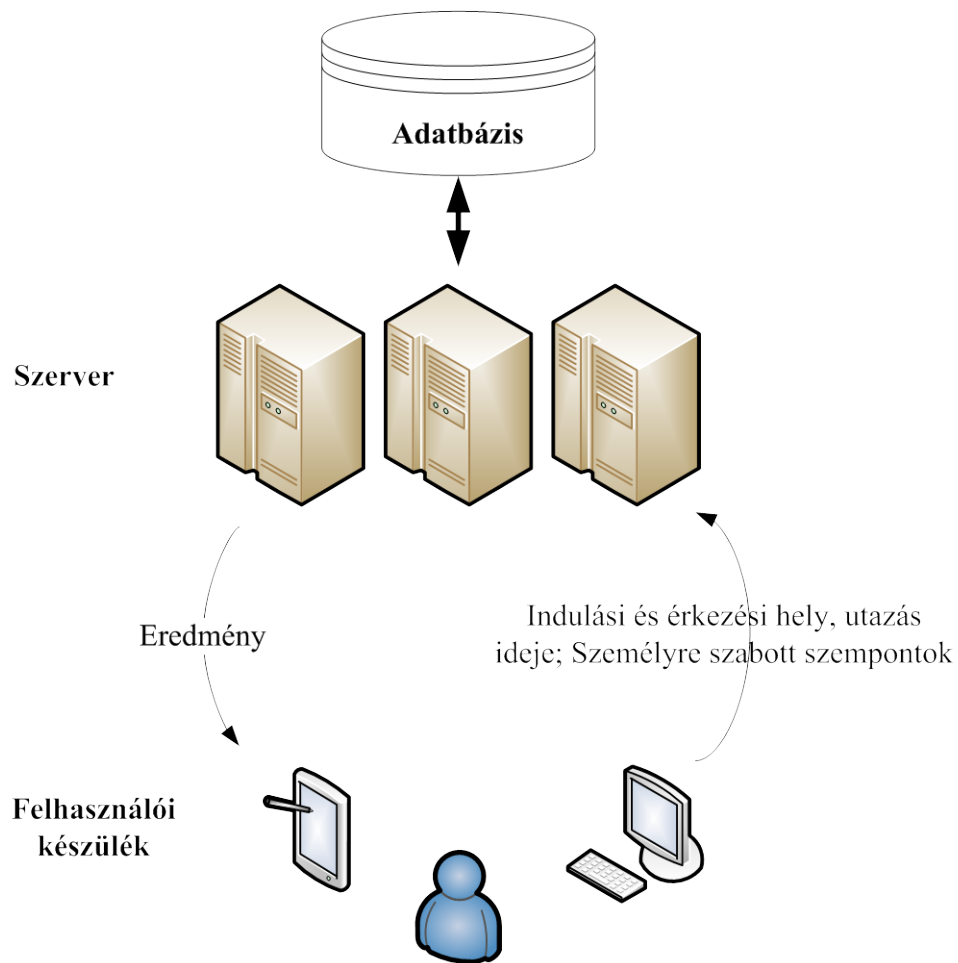 Adatbázis
Szerver
Eredmény
Indulási és érkezési hely, utazás
ideje; Személyre szabott szempontok
Felhasználói
készülék